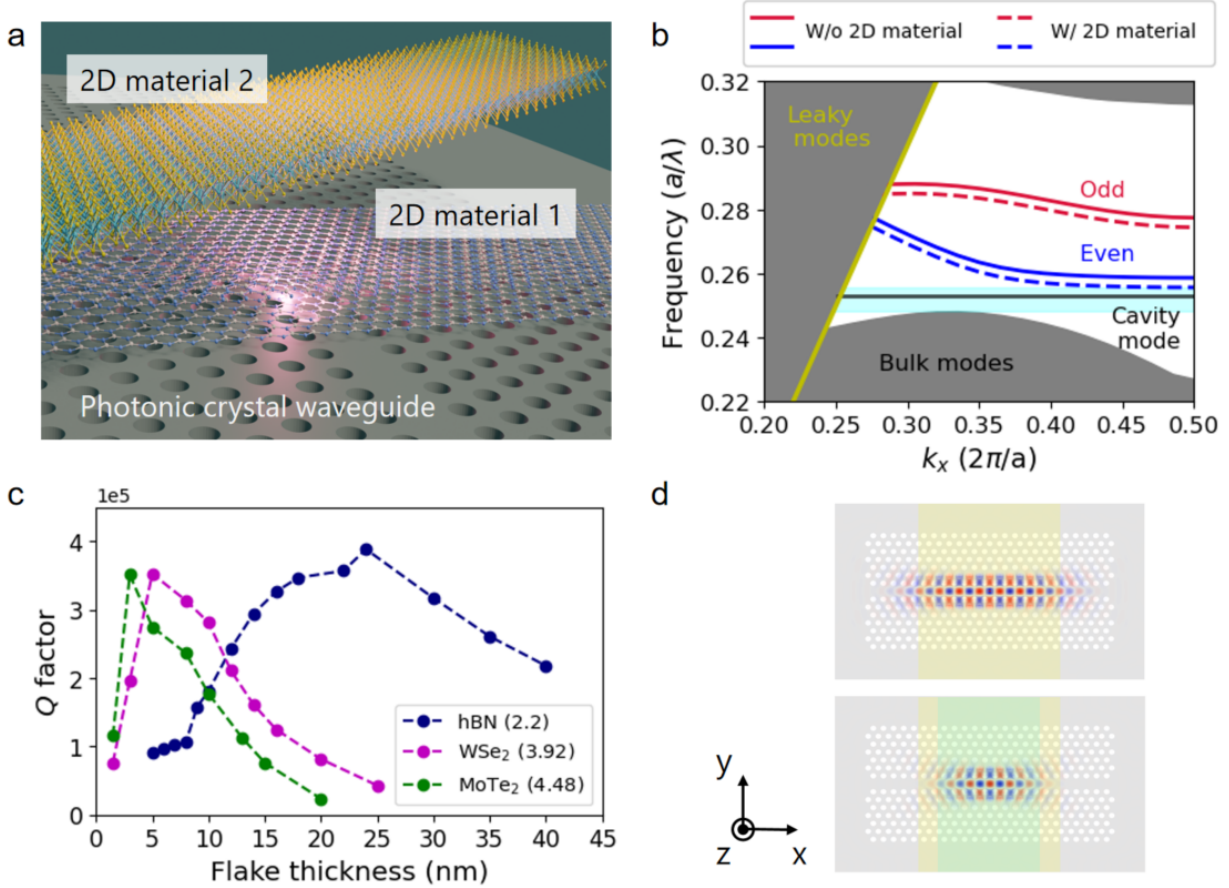 a
2D material 2
2D material 1
Photonic crystal waveguide
b
W/o 2D material
W/ 2D material
Leaky
modes
Odd
Even
Cavity
mode
Bulk modes
0.32
0.30
0.28
0.26
0.24
0.22
Frequency (a/λ)
0.20 0.25 0.30 0.35 0.40 0.45 0.50
kₓ (2π/a)
c
1e5
4
3
2
1
0
Q factor
hBN (2.2)
WSe₂ (3.92)
MoTe₂ (4.48)
0 5 10 15 20 25 30 35 40 45
Flake thickness (nm)
d
y
z x